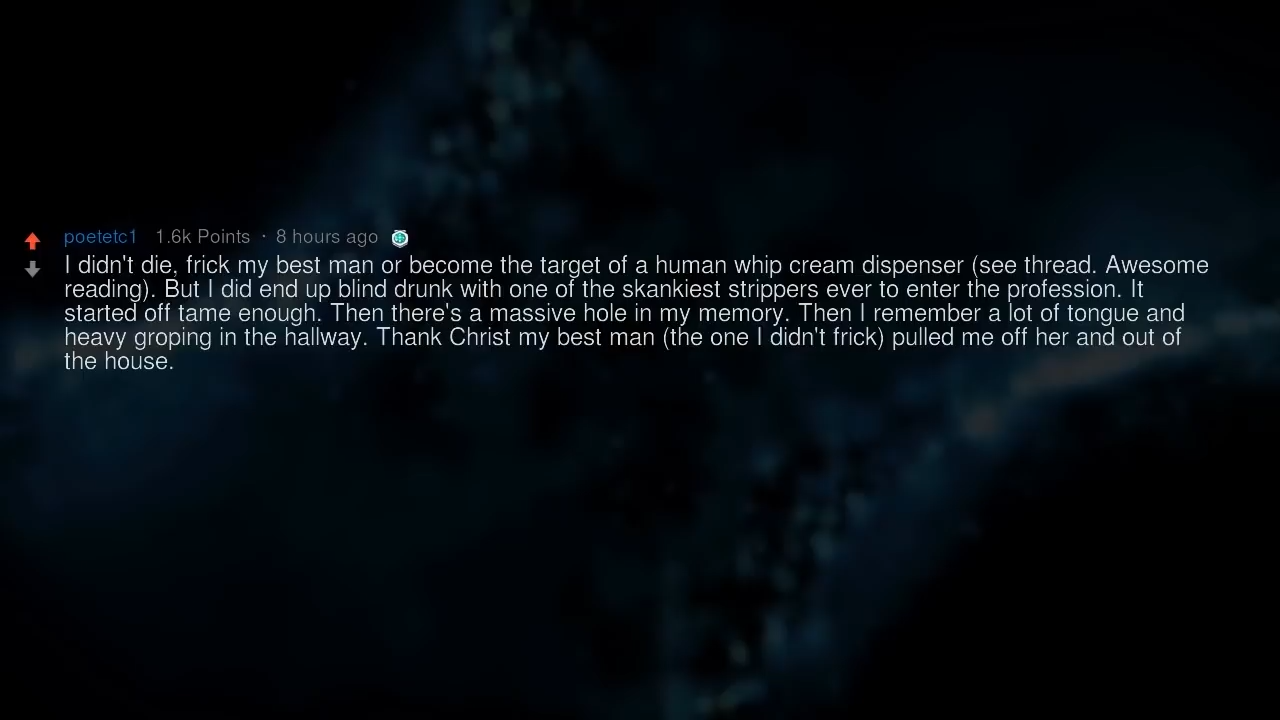 poetetc1 1.6k Points · 8 hours ago
I didn't die, frick my best man or become the target of a human whip cream dispenser (see thread. Awesome
reading). But I did end up blind drunk with one of the skankiest strippers ever to enter the profession. It
started off tame enough. Then there's a massive hole in my memory. Then I remember a lot of tongue and
heavy groping in the hallway. Thank Christ my best man (the one I didn't frick) pulled me off her and out of
the house.